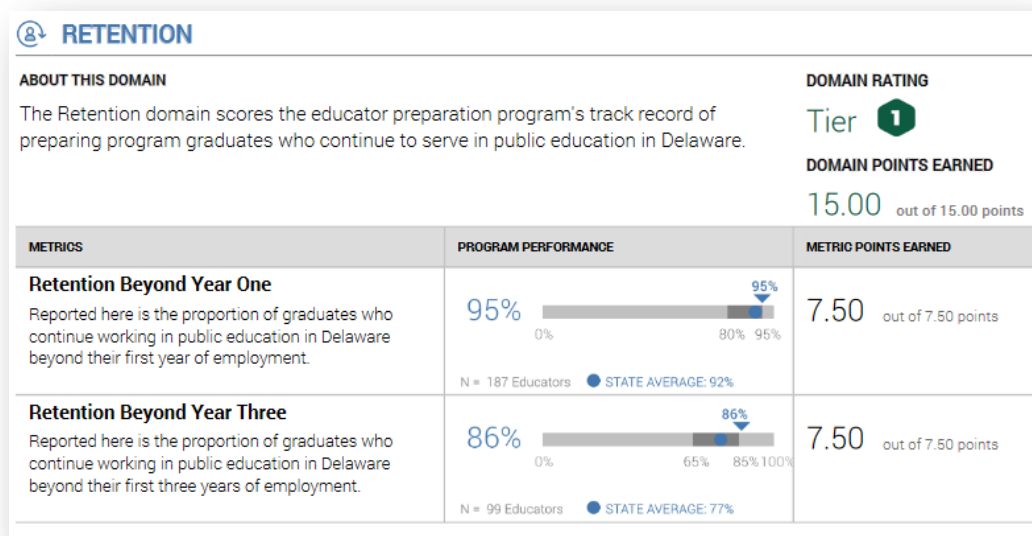 RETENTION
ABOUT THIS DOMAIN
The Retention domain scores the educator preparation program's track record of
preparing program graduates who continue to serve in public education in Delaware.
DOMAIN RATING
Tier 1
DOMAIN POINTS EARNED
15.00 out of 15.00 points
METRICS PROGRAM PERFORMANCE METRIC POINTS EARNED
Retention Beyond Year One
Reported here is the proportion of graduates who
continue working in public education in Delaware
beyond their first year of employment.
95%
95%
0% 80% 95%
N = 187 Educators STATE AVERAGE: 92%
7.50 out of 7.50 points
Retention Beyond Year Three
Reported here is the proportion of graduates who
continue working in public education in Delaware
beyond their first three years of employment.
86%
86%
0% 65% 85% 100%
N = 99 Educators STATE AVERAGE: 77%
7.50 out of 7.50 points